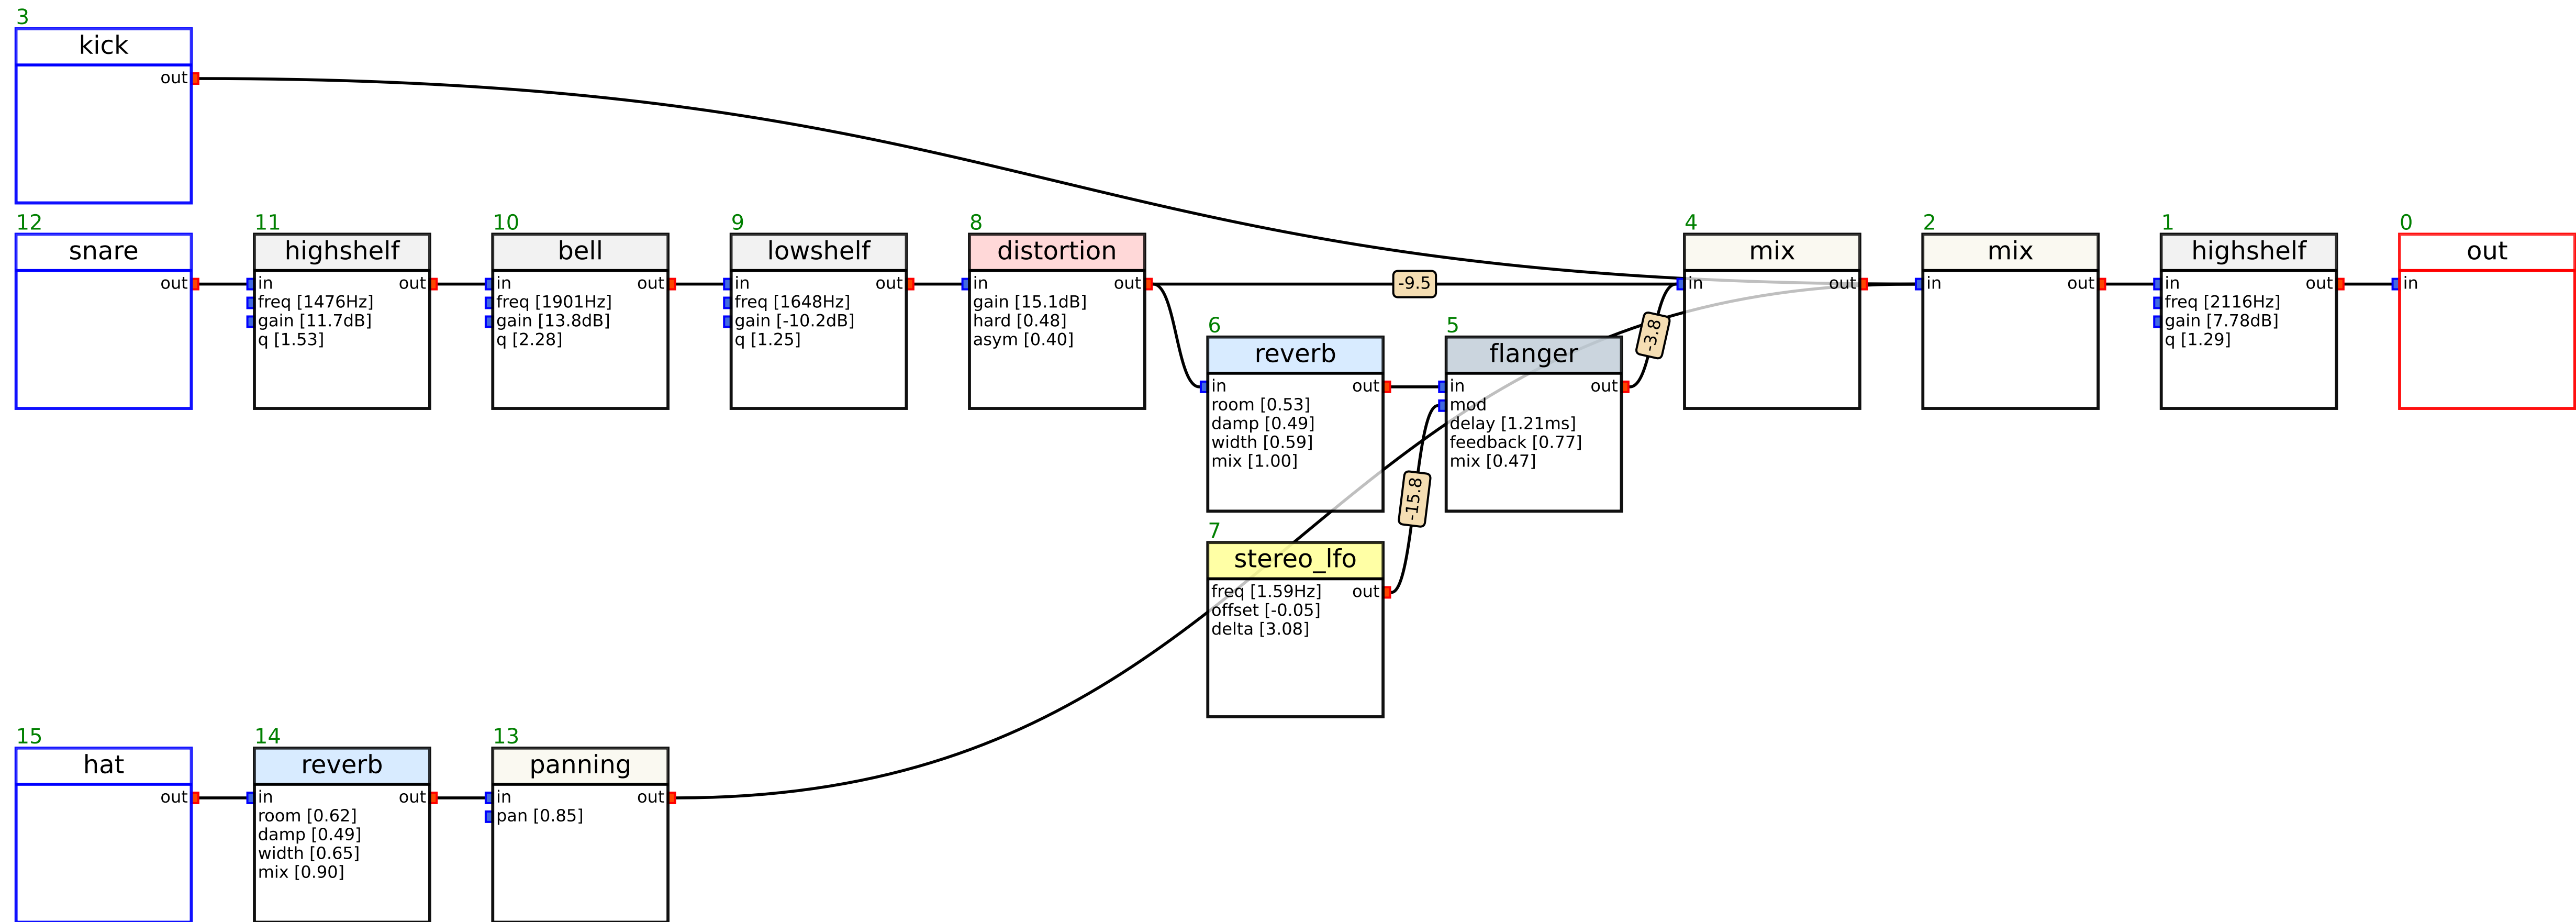 3
kick
out
12
snare
out
11
highshelf
in out
freq [1476Hz]
gain [11.7dB]
q [1.53]
10
bell
in out
freq [1901Hz]
gain [13.8dB]
q [2.28]
9
lowshelf
in out
freq [1648Hz]
gain [-10.2dB]
q [1.25]
8
distortion
in out
gain [15.1dB]
hard [0.48]
asym [0.40]
-9.5
6
reverb
in out
room [0.53]
damp [0.49]
width [0.59]
mix [1.00]
5
flanger
in out
mod
delay [1.21ms]
feedback [0.77]
mix [0.47]
-3.8
-15.8
7
stereo_lfo
freq [1.59Hz] out
offset [-0.05]
delta [3.08]
4
mix
in out
2
mix
in out
1
highshelf
in out
freq [2116Hz]
gain [7.78dB]
q [1.29]
0
out
in
15
hat
out
14
reverb
in out
room [0.62]
damp [0.49]
width [0.65]
mix [0.90]
13
panning
in out
pan [0.85]